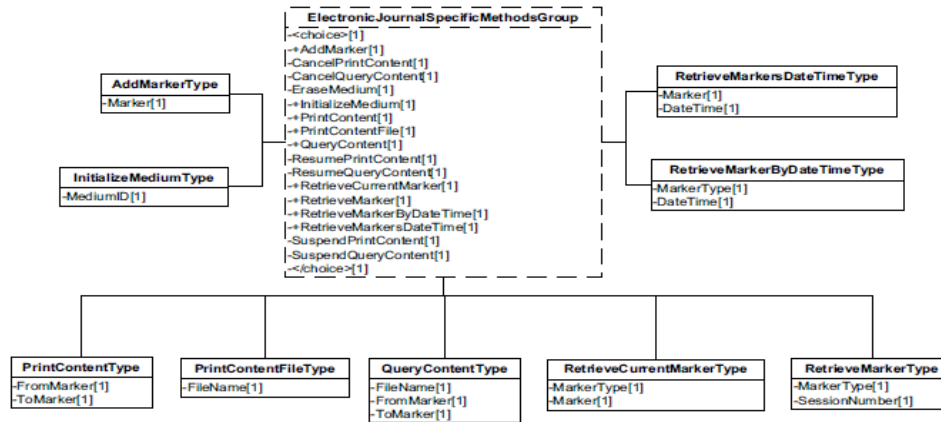 ElectronicJournalSpecificMethodsGroup
-<choice>[1]
-+AddMarker[1]
-CancelPrintContent[1]
-CancelQueryContent[1]
-EraseMedium[1]
-+InitializeMedium[1]
-+PrintContent[1]
-+PrintContentFile[1]
-+QueryContent[1]
-ResumePrintContent[1]
-ResumeQueryContent[1]
-+RetrieveCurrentMarker[1]
-+RetrieveMarker[1]
-+RetrieveMarkerByDateTime[1]
-+RetrieveMarkersDateTime[1]
-SuspendPrintContent[1]
-SuspendQueryContent[1]
-</choice>[1]
AddMarkerType
-Marker[1]
InitializeMediumType
-MediumID[1]
RetrieveMarkersDateTimeType
-Marker[1]
-DateTime[1]
RetrieveMarkerByDateTimeType
-MarkerType[1]
-DateTime[1]
PrintContentType
-FromMarker[1]
-ToMarker[1]
PrintContentFileType
-FileName[1]
QueryContentType
-FileName[1]
-FromMarker[1]
-ToMarker[1]
RetrieveCurrentMarkerType
-MarkerType[1]
-Marker[1]
RetrieveMarkerType
-MarkerType[1]
-SessionNumber[1]